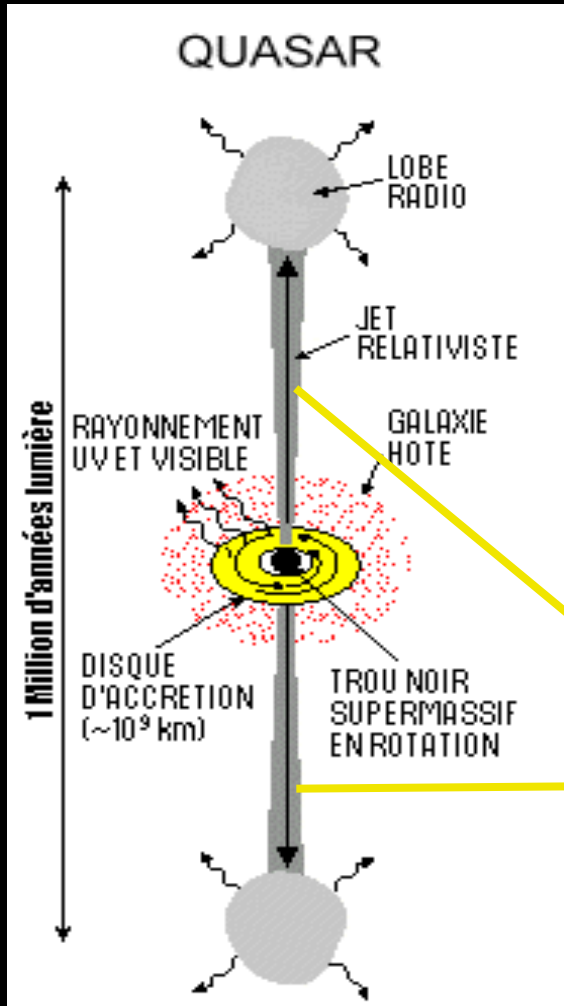 QUASAR
LOBE
RADIO
JET
RELATIVISTE
RAYONNEMENT
UV ET VISIBLE
GALAXIE
HOTE
1 Million d'années lumière
DISQUE
D'ACCRETION
(~10⁹ km)
TROU NOIR
SUPERMASSIF
EN ROTATION